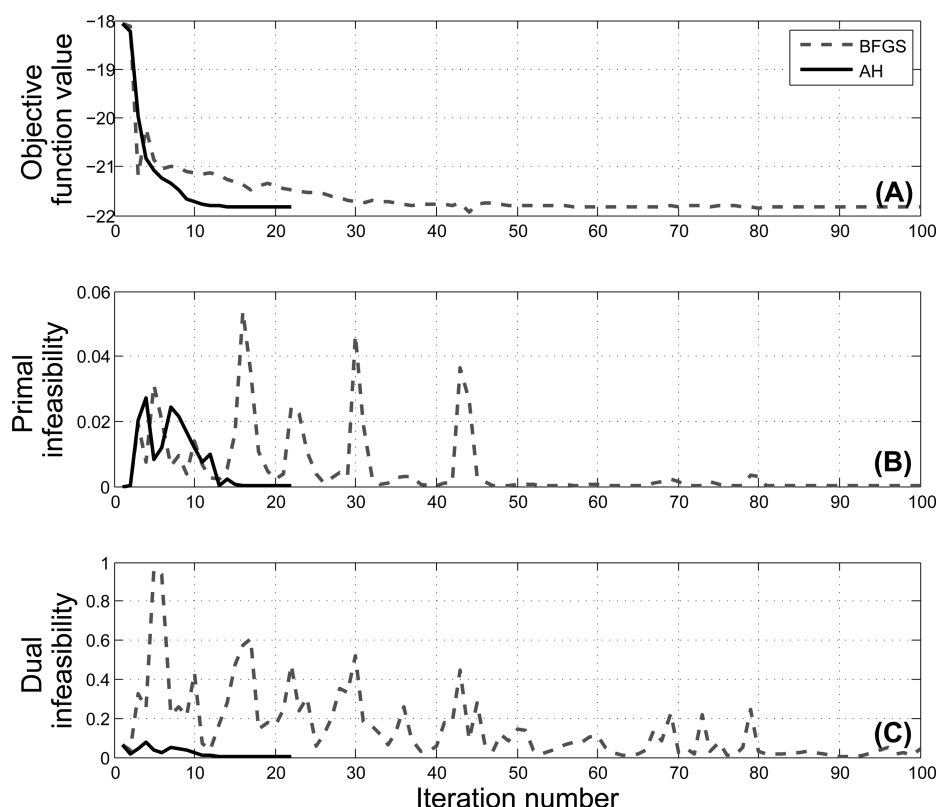 Objective
function value
−18
−19
−20
−21
−22
BFGS
AH
(A)
0 10 20 30 40 50 60 70 80 90 100
Primal
infeasibility
0.06
0.04
0.02
0
(B)
0 10 20 30 40 50 60 70 80 90 100
Dual
infeasibility
1
0.8
0.6
0.4
0.2
0
(C)
0 10 20 30 40 50 60 70 80 90 100
Iteration number